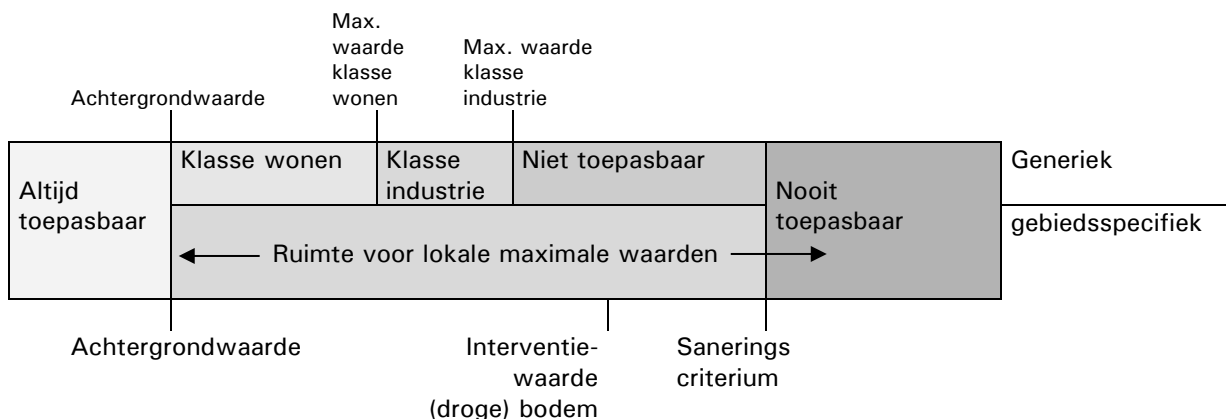 Max.
waarde
klasse
wonen
Max. waarde
klasse
industrie
Achtergrondwaarde
Klasse wonen
Klasse
industrie
Niet toepasbaar
Generiek
Altijd
toepasbaar
Nooit
toepasbaar
gebiedsspecifiek
Ruimte voor lokale maximale waarden
Achtergrondwaarde
Interventie-
waarde
(droge) bodem
Sanerings
criterium